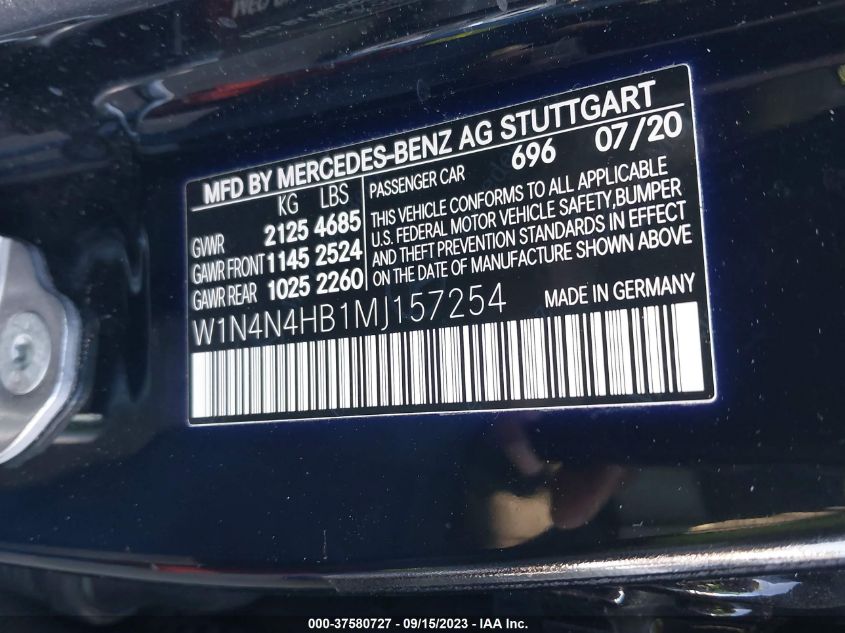 MFD BY MERCEDES-BENZ AG STUTTGART
KG LBS
GVWR 2125 4685
GAWR FRONT 1145 2524
GAWR REAR 1025 2260
696 07/20
PASSENGER CAR
THIS VEHICLE CONFORMS TO ALL APPLICABLE
U.S. FEDERAL MOTOR VEHICLE SAFETY, BUMPER
AND THEFT PREVENTION STANDARDS IN EFFECT
ON THE DATE OF MANUFACTURE SHOWN ABOVE
W1N4N4HB1MJ157254
MADE IN GERMANY
000-37580727 - 09/15/2023 - IAA Inc.